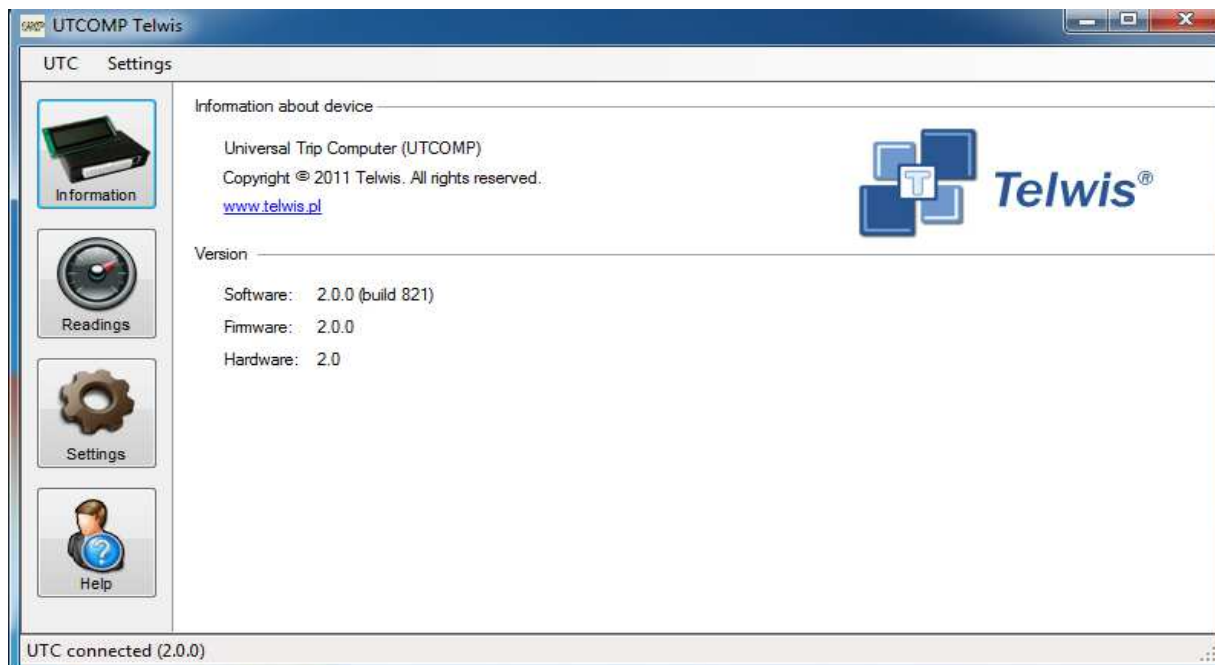 UTCOMP Telwis
UTC Settings
Information
Readings
Settings
Help
Information about device
Universal Trip Computer (UTCOMP)
Copyright © 2011 Telwis. All rights reserved.
www.telwis.pl
T Telwis®
Version
Software: 2.0.0 (build 821)
Firmware: 2.0.0
Hardware: 2.0
UTC connected (2.0.0)